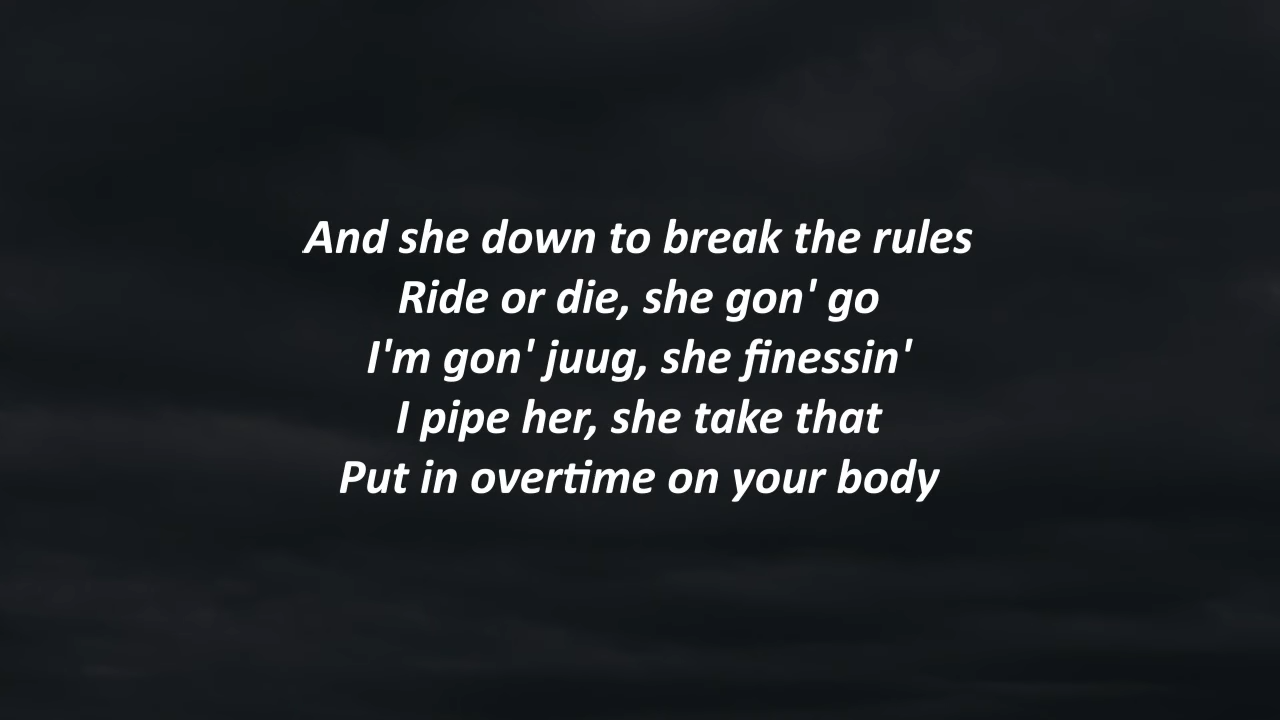 And she down to break the rules
Ride or die, she gon' go
I'm gon' juug, she finessin'
I pipe her, she take that
Put in overtime on your body